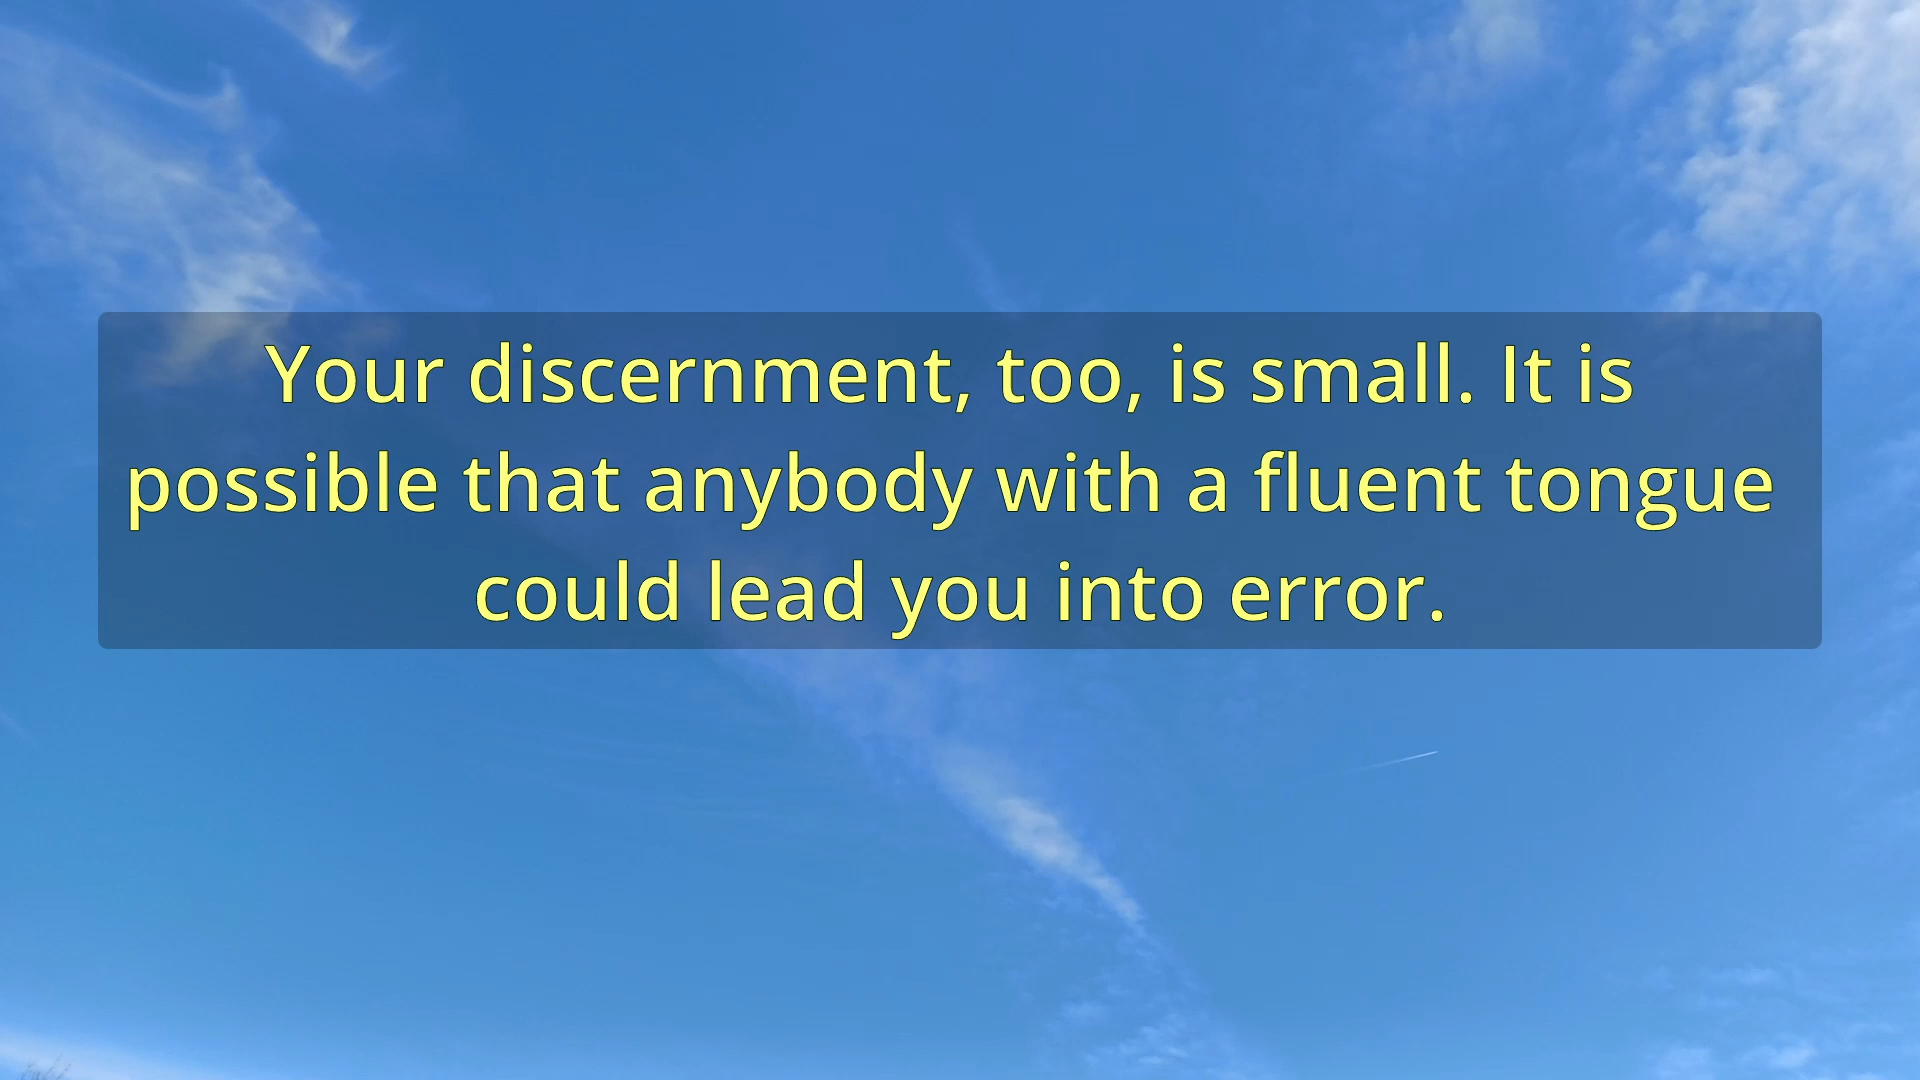 Your discernment, too, is small. It is
possible that anybody with a fluent tongue
could lead you into error.